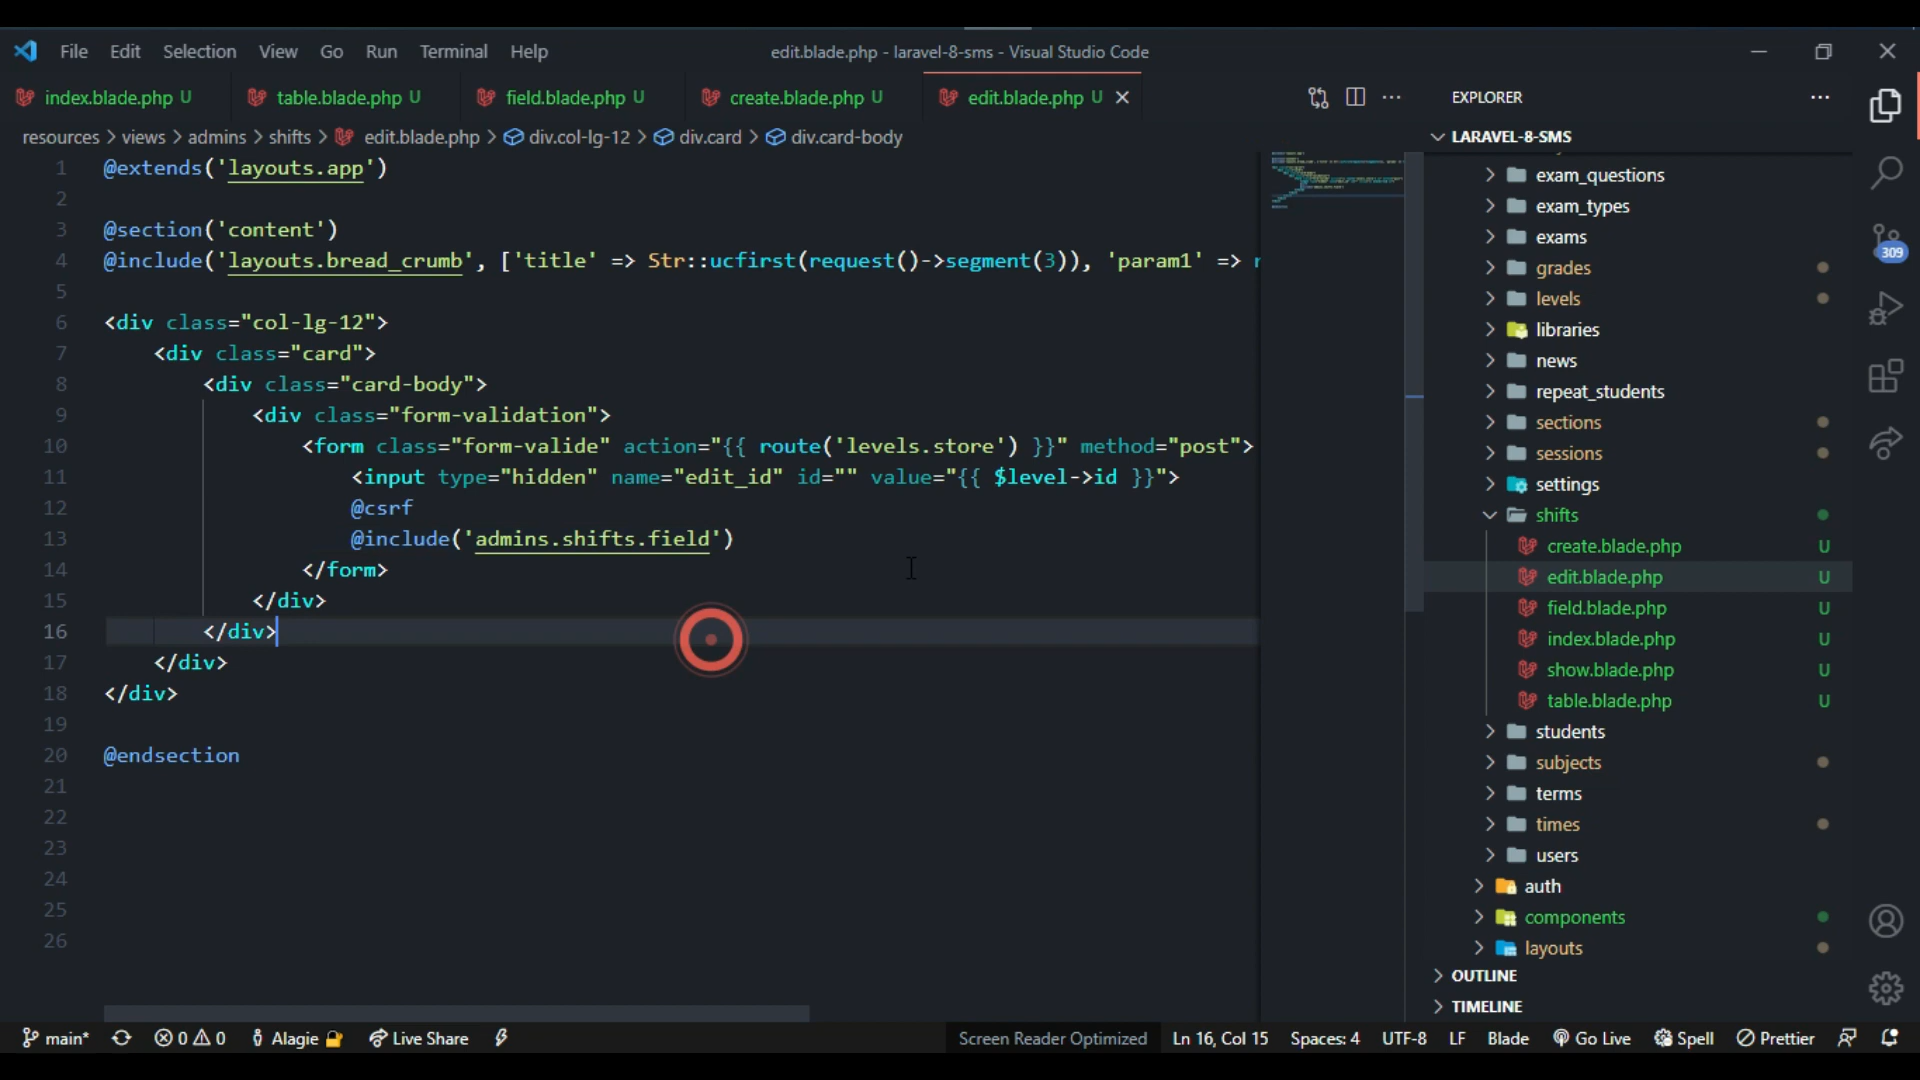 File Edit Selection View Go Run Terminal Help
edit.blade.php - laravel-8-sms - Visual Studio Code
index.blade.php U table.blade.php U field.blade.php U create.blade.php U edit.blade.php U
resources > views > admins > shifts > edit.blade.php > div.col-lg-12 > div.card > div.card-body
1 @extends('layouts.app')
2
3 @section('content')
4 @include('layouts.bread_crumb', ['title' => Str::ucfirst(request()->segment(3)), 'param1' => r
5
6 <div class="col-lg-12">
7 <div class="card">
8 <div class="card-body">
9 <div class="form-validation">
10 <form class="form-valide" action="{{ route('levels.store') }}" method="post">
11 <input type="hidden" name="edit_id" id="" value="{{ $level->id }}">
12 @csrf
13 @include('admins.shifts.field')
14 </form>
15 </div>
16 </div>
17 </div>
18 </div>
19
20 @endsection
21
22
23
24
25
26
EXPLORER
LARAVEL-8-SMS
exam_questions
exam_types
exams
grades
levels
libraries
news
repeat_students
sections
sessions
settings
shifts
create.blade.php U
edit.blade.php U
field.blade.php U
index.blade.php U
show.blade.php U
table.blade.php U
students
subjects
terms
times
users
auth
components
layouts
OUTLINE
TIMELINE
309
main* 0 0 Alagie Live Share Screen Reader Optimized Ln 16, Col 15 Spaces: 4 UTF-8 LF Blade Go Live Spell Prettier